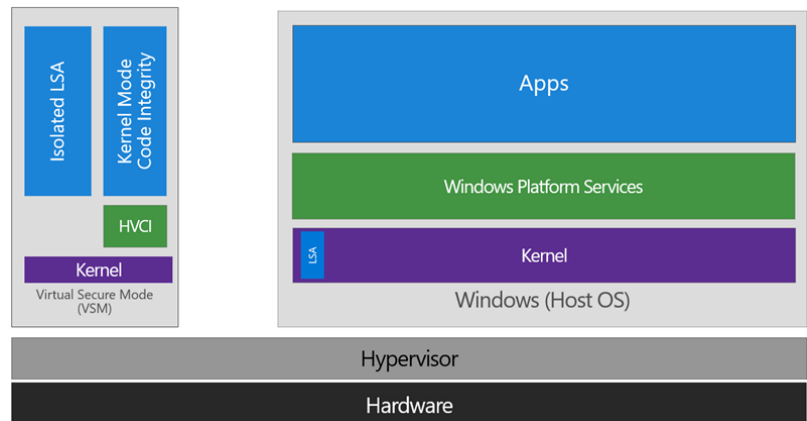 Isolated LSA
Kernel Mode
Code Integrity
HVCI
Kernel
Virtual Secure Mode
(VSM)
Apps
Windows Platform Services
LSA
Kernel
Windows (Host OS)
Hypervisor
Hardware